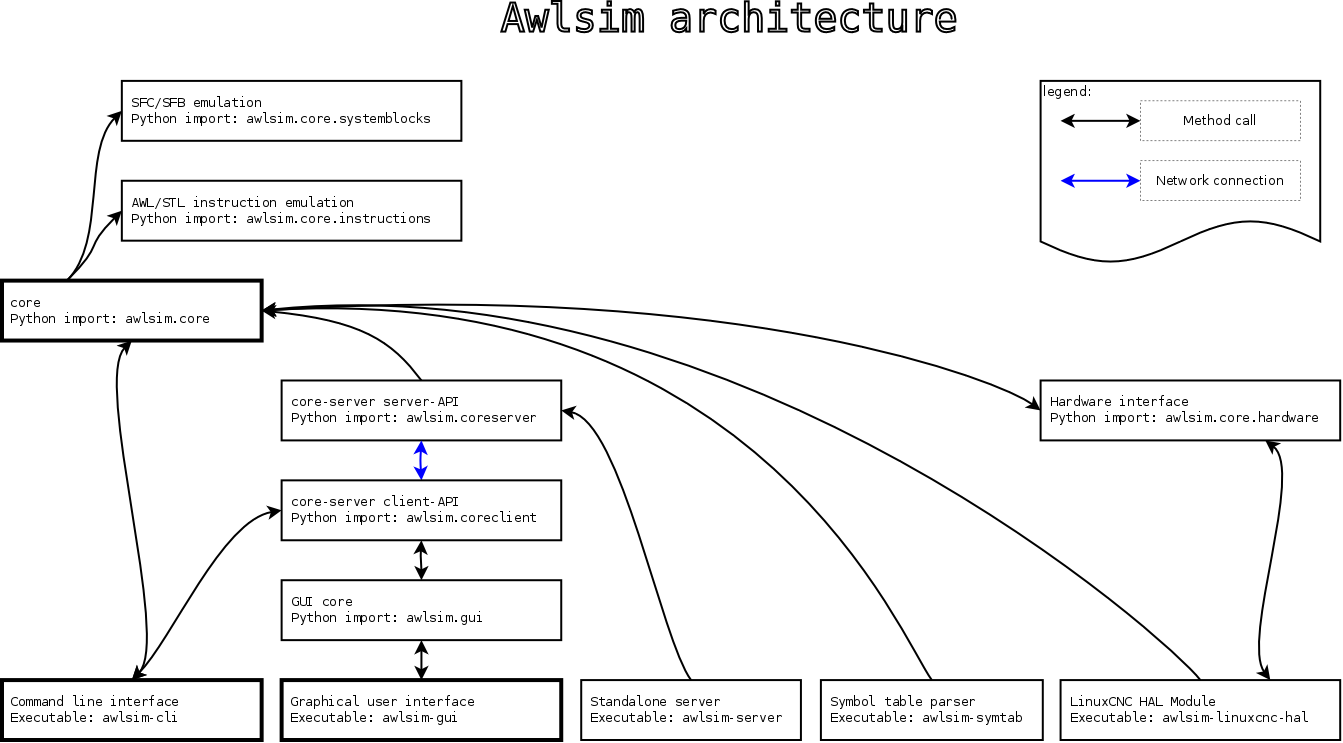 Awlsim architecture
SFC/SFB emulation
Python import: awlsim.core.systemblocks
legend:
Method call
Network connection
AWL/STL instruction emulation
Python import: awlsim.core.instructions
core
Python import: awlsim.core
core-server server-API
Python import: awlsim.coreserver
Hardware interface
Python import: awlsim.core.hardware
core-server client-API
Python import: awlsim.coreclient
GUI core
Python import: awlsim.gui
Command line interface
Executable: awlsim-cli
Graphical user interface
Executable: awlsim-gui
Standalone server
Executable: awlsim-server
Symbol table parser
Executable: awlsim-symtab
LinuxCNC HAL Module
Executable: awlsim-linuxcnc-hal